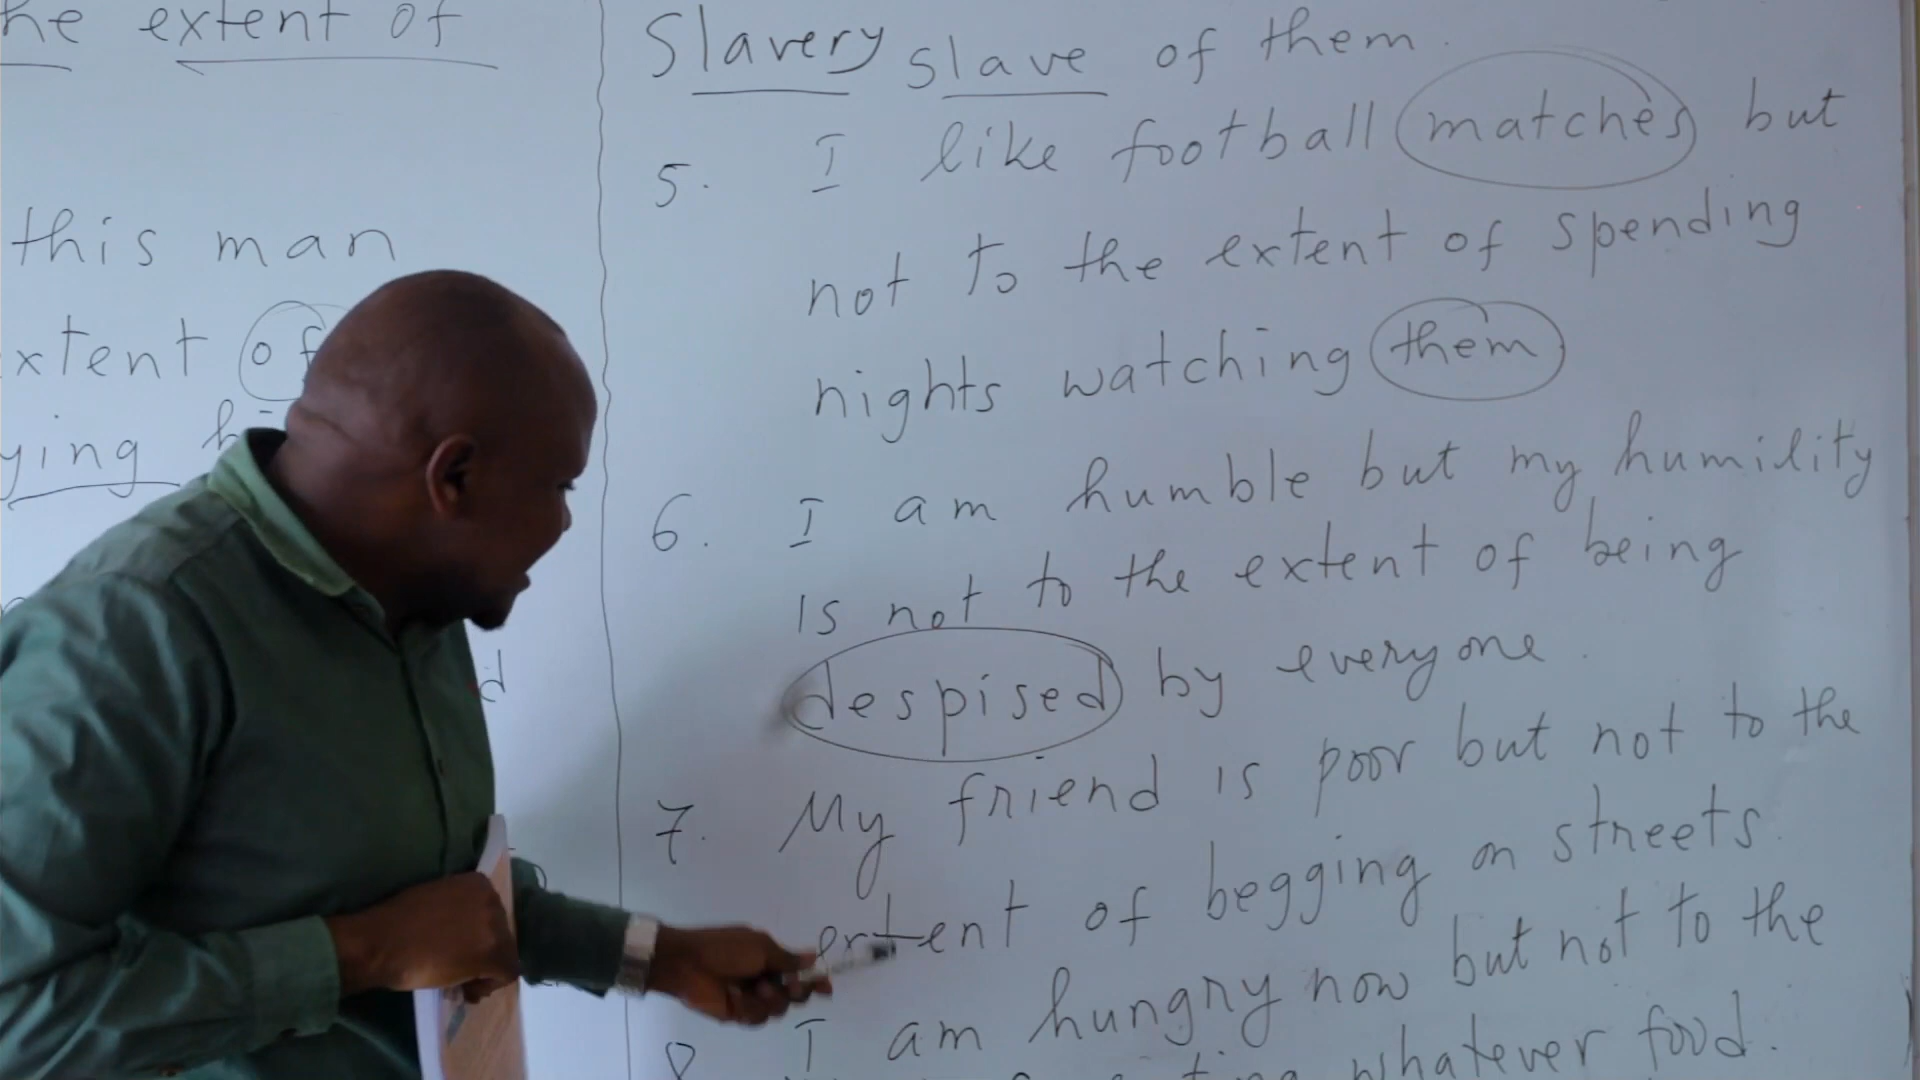 he extent of
this man
xtent of
ying
Slavery slave of them.
5. I like football matches but
not to the extent of spending
nights watching them
6. I am humble but my humility
is not to the extent of being
despised by everyone.
7. My friend is poor but not to the
extent of begging on streets.
8. I am hungry now but not to the
whatever food.